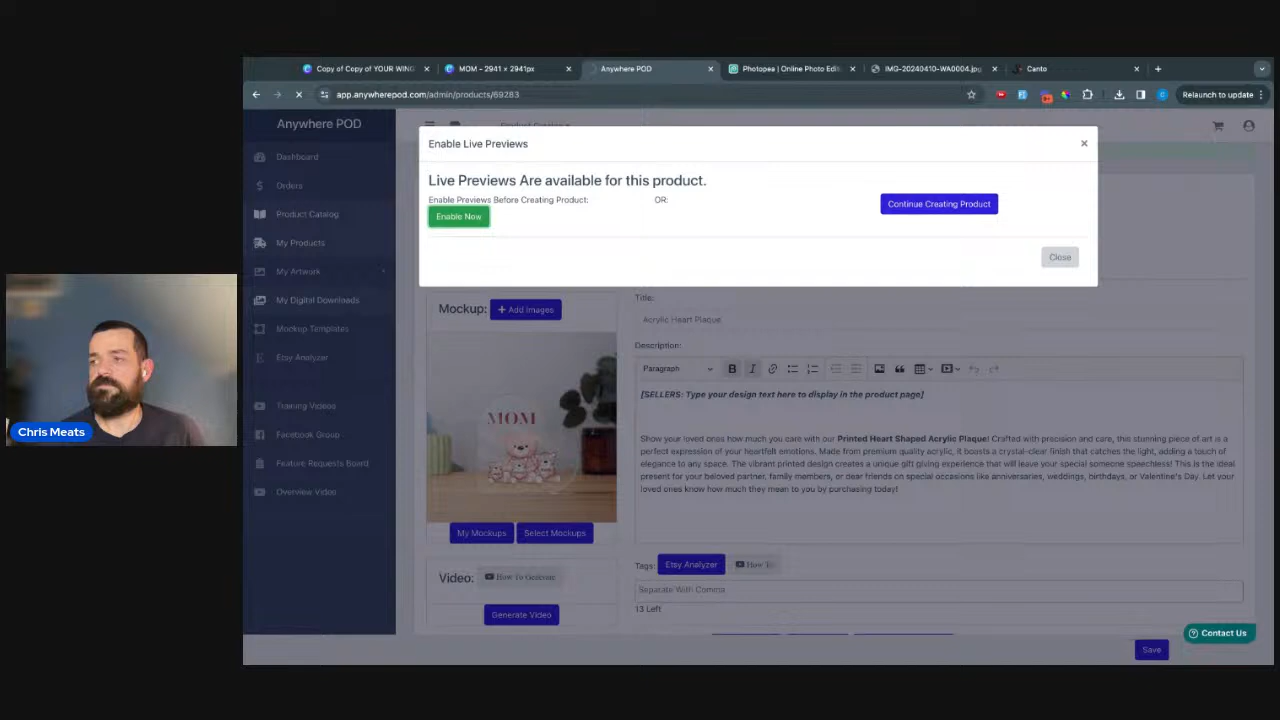 Copy of Copy of YOUR WING
MOM - 2941 × 2941px
Anywhere POD
Photopea | Online Photo Edit
IMG-20240410-WA0004.jpg
Canto
app.anywherepod.com/admin/products/69283
Relaunch to update
Anywhere POD
Product Catalog
Dashboard
Orders
Product Catalog
My Products
My Artwork
My Digital Downloads
Mockup Templates
Etsy Analyzer
Training Videos
Facebook Group
Feature Requests Board
Overview Video
Enable Live Previews
×
Live Previews Are available for this product.
Enable Previews Before Creating Product:
OR:
Enable Now
Continue Creating Product
Close
Mockup:
+ Add Images
MOM
My Mockups
Select Mockups
Video:
How To Generate
Generate Video
Title:
Acrylic Heart Plaque
Description:
Paragraph
B I
[SELLERS: Type your design text here to display in the product page]
Show your loved ones how much you care with our Printed Heart Shaped Acrylic Plaque! Crafted with precision and care, this stunning piece of art is a
perfect expression of your heartfelt emotions. Made from premium quality acrylic, it boasts a crystal-clear finish that catches the light, adding a touch of
elegance to any space. The vibrant printed design creates a unique gift giving experience that will leave your special someone speechless! This is the ideal
present for your beloved partner, family members, or dear friends on special occasions like anniversaries, weddings, birthdays, or Valentine's Day. Let your
loved ones know how much they mean to you by purchasing today!
Tags:
Etsy Analyzer
How To
Separate With Comma
13 Left
Contact Us
Save
Chris Meats